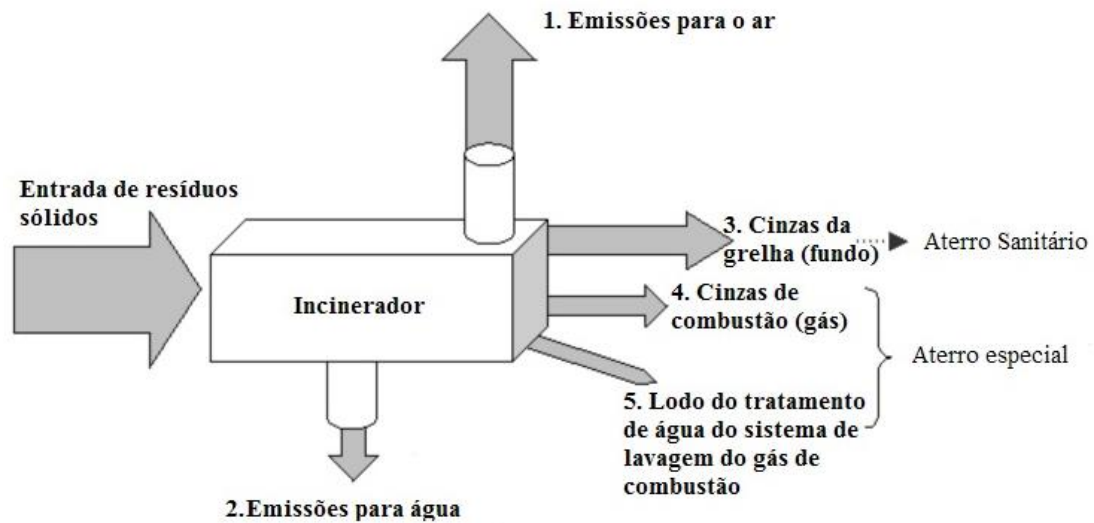 1. Emissões para o ar
Entrada de resíduos
sólidos
Incinerador
3. Cinzas da
grelha (fundo)
Aterro Sanitário
4. Cinzas de
combustão (gás)
Aterro especial
5. Lodo do tratamento
de água do sistema de
lavagem do gás de
combustão
2.Emissões para água